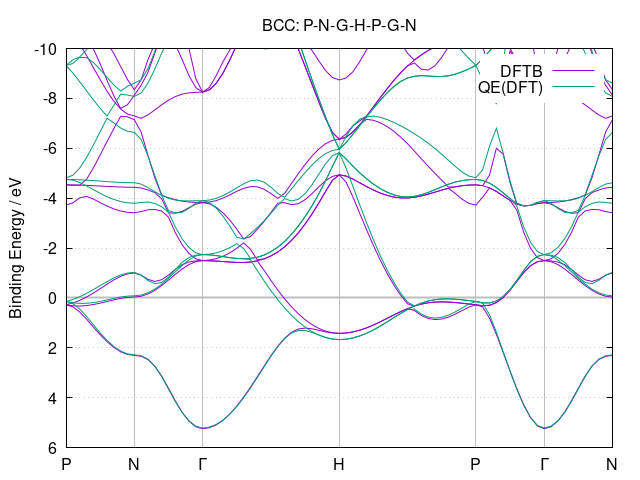 BCC: P-N-G-H-P-G-N
-10
-8
-6
-4
-2
0
2
4
6
Binding Energy / eV
DFTB
QE(DFT)
P N Γ H P Γ N